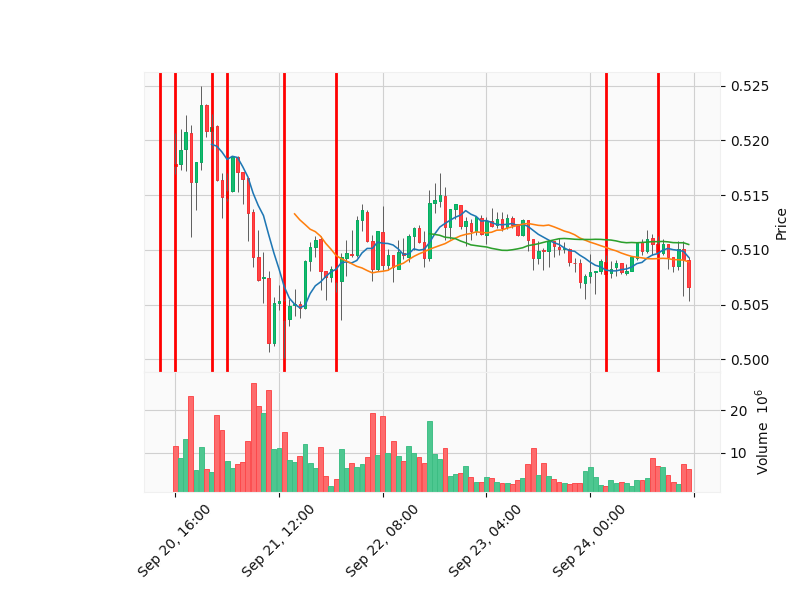 0.525
0.520
0.515
0.510
0.505
0.500
Price
20
10
Volume 10^6
Sep 20, 16:00
Sep 21, 12:00
Sep 22, 08:00
Sep 23, 04:00
Sep 24, 00:00